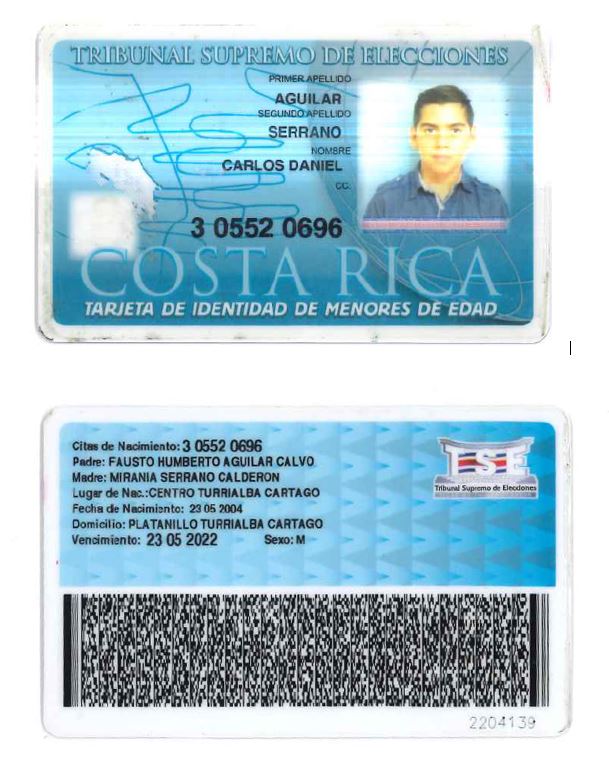 TRIBUNAL SUPREMO DE ELECCIONES
PRIMER APELLIDO
AGUILAR
SEGUNDO APELLIDO
SERRANO
NOMBRE
CARLOS DANIEL
CC.
3 0552 0696
COSTA RICA
TARJETA DE IDENTIDAD DE MENORES DE EDAD
Citas de Nacimiento: 3 0552 0696
Padre: FAUSTO HUMBERTO AGUILAR CALVO
Madre: MIRANIA SERRANO CALDERON
Lugar de Nac.:CENTRO TURRIALBA CARTAGO
Fecha de Nacimiento: 23 05 2004
Domicilio: PLATANILLO TURRIALBA CARTAGO
Vencimiento: 23 05 2022 Sexo: M
TSE
Tribunal Supremo de Elecciones
2204139